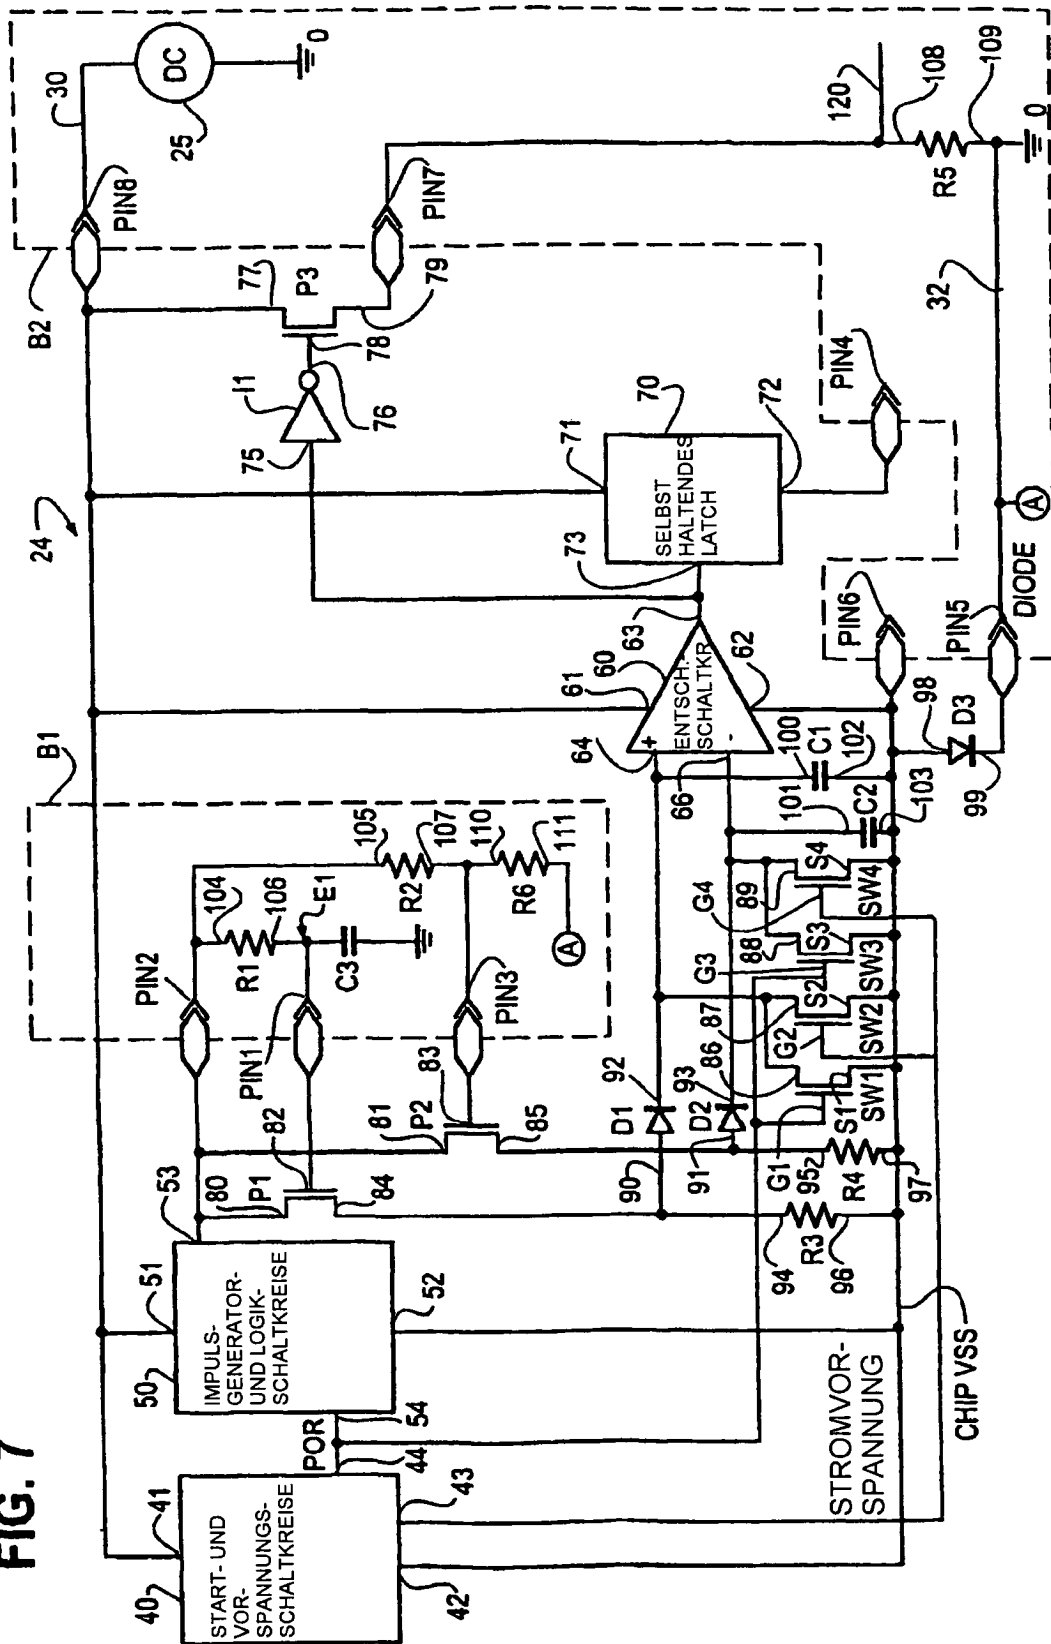 FIG. 7
24
B2
30
DC
25
0
PIN8
77
P3
78
79
PIN7
I1
75
76
120
108
R5
109
0
32
A
B1
PIN2
104
R1
106
E1
C3
PIN1
105
R2
107
110
R6
111
A
PIN3
40
START- UND
VOR-
SPANNUNGS-
SCHALTKREISE
41
42
43
44
POR
50
IMPULS-
GENERATOR-
UND LOGIK-
SCHALTKREISE
51
52
53
54
80
P1
82
84
81
P2
83
85
61
60
ENTSCH.-
SCHALTKR
+
-
62
63
64
66
70
SELBST
HALTENDES
LATCH
71
72
73
PIN4
PIN6
PIN5
DIODE
D1
92
90
D2
93
91
86
87
G1
S1
SW1
G2
S2
SW2
G3
88
S3
SW3
G4
89
S4
SW4
94
R3
96
95
R4
97
100
C1
102
101
C2
103
98
D3
99
STROMVOR-
SPANNUNG
CHIP VSS